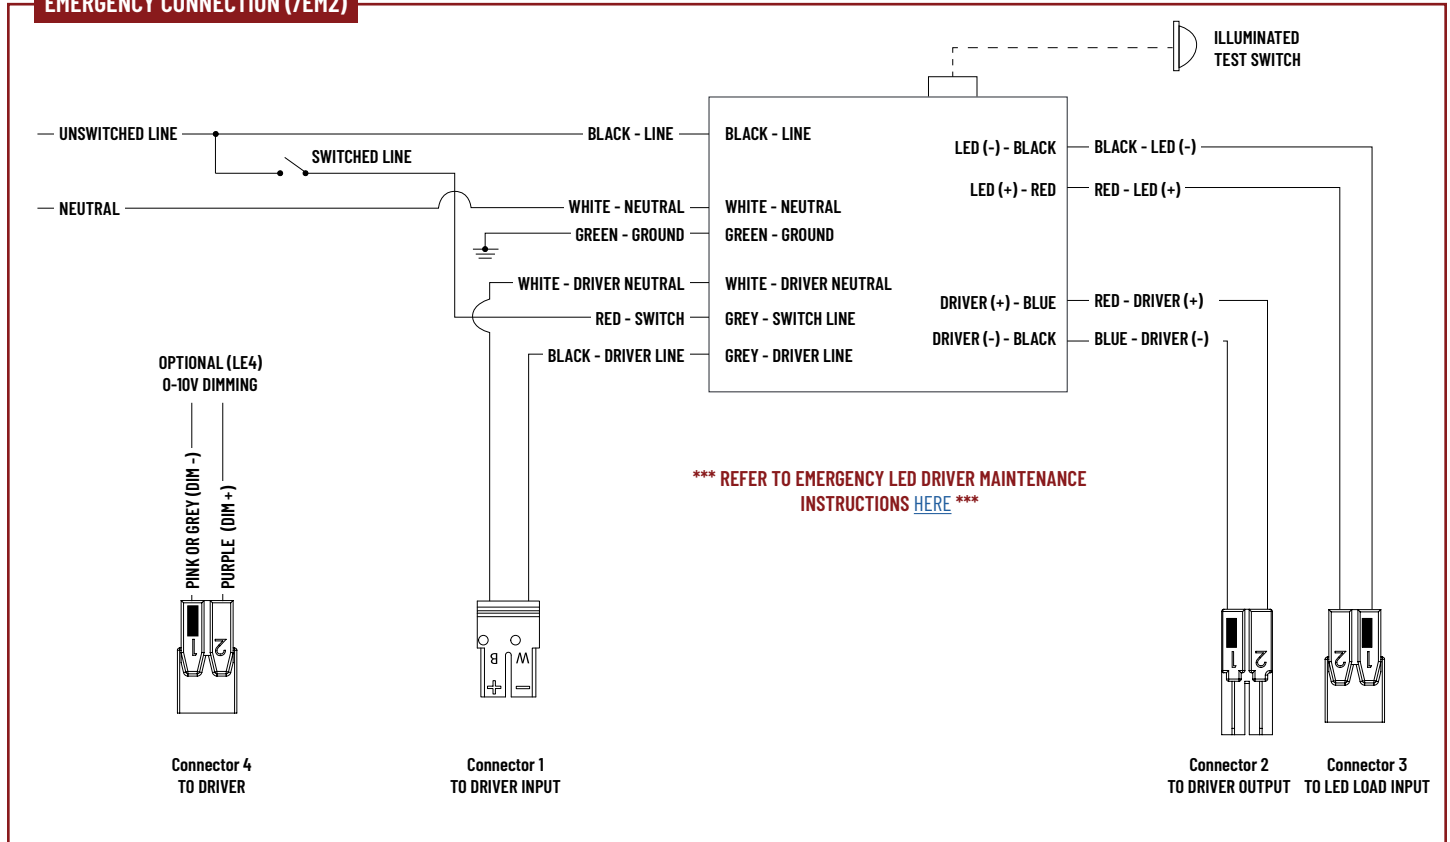 EMERGENCY CONNECTION (/EM2)
ILLUMINATED
TEST SWITCH
UNSWITCHED LINE
SWITCHED LINE
NEUTRAL
BLACK - LINE
WHITE - NEUTRAL
GREEN - GROUND
WHITE - DRIVER NEUTRAL
RED - SWITCH
BLACK - DRIVER LINE
BLACK - LINE
WHITE - NEUTRAL
GREEN - GROUND
WHITE - DRIVER NEUTRAL
GREY - SWITCH LINE
GREY - DRIVER LINE
LED (-) - BLACK
LED (+) - RED
DRIVER (+) - BLUE
DRIVER (-) - BLACK
BLACK - LED (-)
RED - LED (+)
RED - DRIVER (+)
BLUE - DRIVER (-)
OPTIONAL (LE4)
0-10V DIMMING
PINK OR GREY (DIM -)
PURPLE (DIM +)
*** REFER TO EMERGENCY LED DRIVER MAINTENANCE
INSTRUCTIONS HERE ***
1 2
B W
+ −
1 2
2 1
Connector 4
TO DRIVER
Connector 1
TO DRIVER INPUT
Connector 2
TO DRIVER OUTPUT
Connector 3
TO LED LOAD INPUT